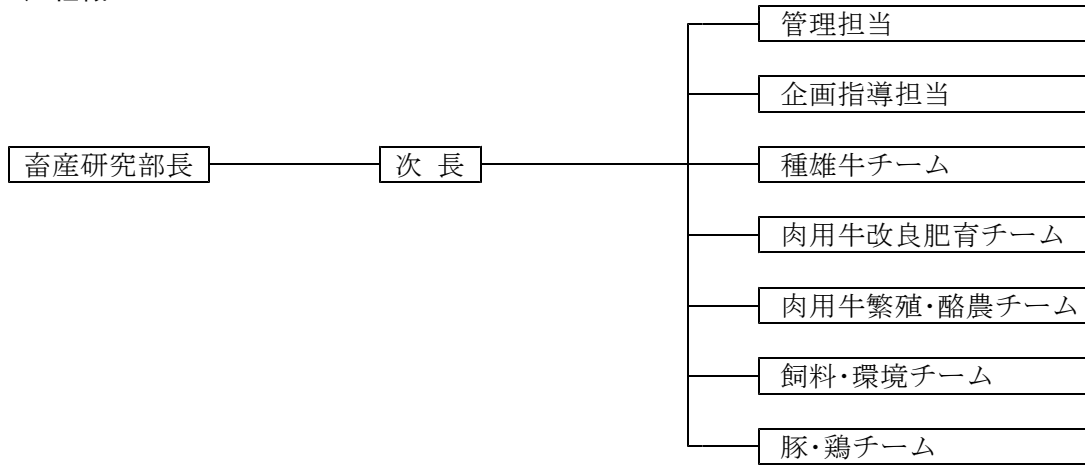 管理担当
企画指導担当
畜産研究部長
次 長
種雄牛チーム
肉用牛改良肥育チーム
肉用牛繁殖・酪農チーム
飼料・環境チーム
豚・鶏チーム